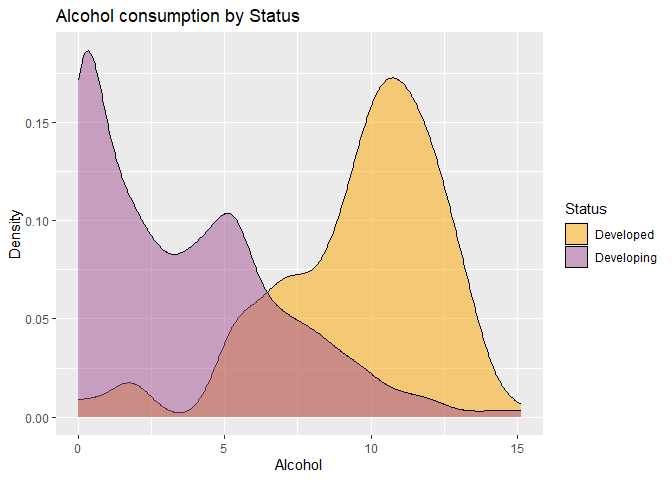 Alcohol consumption by Status
0.15
0.10
0.05
0.00
Density
0
5
10
15
Alcohol
Status
Developed
Developing